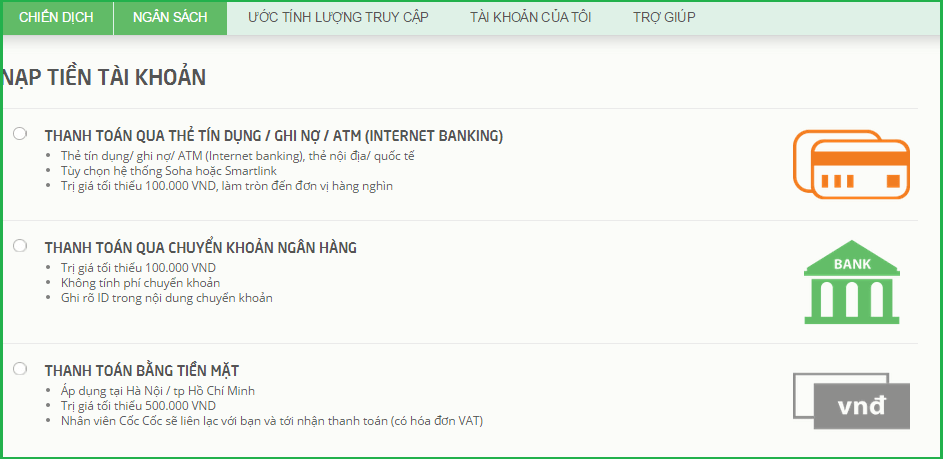 CHIẾN DỊCH NGÂN SÁCH ƯỚC TÍNH LƯỢNG TRUY CẬP TÀI KHOẢN CỦA TÔI TRỢ GIÚP
NẠP TIỀN TÀI KHOẢN
THANH TOÁN QUA THẺ TÍN DỤNG / GHI NỢ / ATM (INTERNET BANKING)
Thẻ tín dụng/ ghi nợ/ ATM (Internet banking), thẻ nội địa/ quốc tế
Tùy chọn hệ thống Soha hoặc Smartlink
Trị giá tối thiểu 100.000 VND, làm tròn đến đơn vị hàng nghìn
THANH TOÁN QUA CHUYỂN KHOẢN NGÂN HÀNG
Trị giá tối thiểu 100.000 VND
Không tính phí chuyển khoản
Ghi rõ ID trong nội dung chuyển khoản
BANK
THANH TOÁN BẰNG TIỀN MẶT
Áp dụng tại Hà Nội / tp Hồ Chí Minh
Trị giá tối thiểu 500.000 VND
Nhân viên Cốc Cốc sẽ liên lạc với bạn và tới nhận thanh toán (có hóa đơn VAT)
vnđ